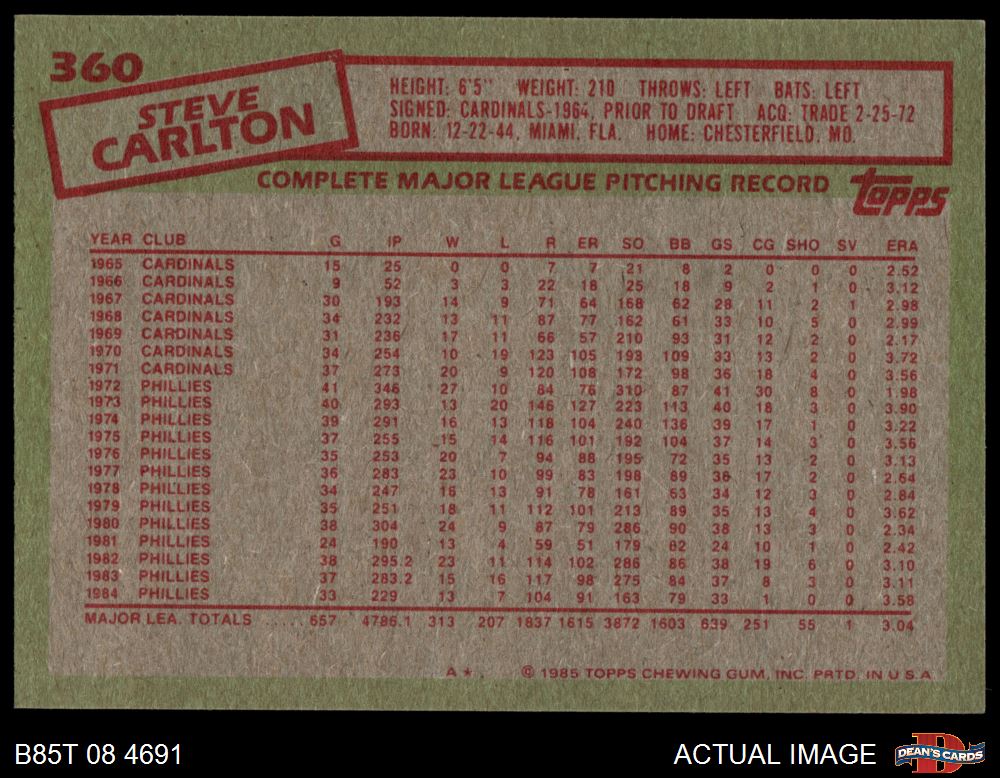 360
STEVE
CARLTON
HEIGHT: 6'5" WEIGHT: 210 THROWS: LEFT BATS: LEFT
SIGNED: CARDINALS-1964, PRIOR TO DRAFT ACQ: TRADE 2-25-72
BORN: 12-22-44, MIAMI, FLA. HOME: CHESTERFIELD, MO.
COMPLETE MAJOR LEAGUE PITCHING RECORD
topps
YEAR CLUB G IP W L R ER SO BB GS CG SHO SV ERA
1965 CARDINALS 15 25 0 0 7 7 21 8 2 0 0 0 2.52
1966 CARDINALS 9 52 3 3 22 18 25 18 9 2 1 0 3.12
1967 CARDINALS 30 193 14 9 71 64 168 62 28 11 2 1 2.98
1968 CARDINALS 34 232 13 11 87 77 162 61 33 10 5 0 2.99
1969 CARDINALS 31 236 17 11 66 57 210 93 31 12 2 0 2.17
1970 CARDINALS 34 254 10 19 123 105 193 109 33 13 2 0 3.72
1971 CARDINALS 37 273 20 9 120 108 172 98 36 18 4 0 3.56
1972 PHILLIES 41 346 27 10 84 76 310 87 41 30 8 0 1.98
1973 PHILLIES 40 293 13 20 146 127 223 113 40 18 3 0 3.90
1974 PHILLIES 39 291 16 13 118 104 240 136 39 17 1 0 3.22
1975 PHILLIES 37 255 15 14 116 101 192 104 37 14 3 0 3.56
1976 PHILLIES 35 253 20 7 94 88 195 72 35 13 2 0 3.13
1977 PHILLIES 36 283 23 10 99 83 198 89 36 17 2 0 2.64
1978 PHILLIES 34 247 16 13 91 78 161 63 34 12 3 0 2.84
1979 PHILLIES 35 251 18 11 112 101 213 89 35 13 4 0 3.62
1980 PHILLIES 38 304 24 9 87 79 286 90 38 13 3 0 2.34
1981 PHILLIES 24 190 13 4 59 51 179 62 24 10 1 0 2.42
1982 PHILLIES 38 295.2 23 11 114 102 286 86 38 19 6 0 3.10
1983 PHILLIES 37 283.2 15 16 117 98 275 84 37 8 3 0 3.11
1984 PHILLIES 33 229 13 7 104 91 163 79 33 1 0 0 3.58
MAJOR LEA. TOTALS ..... 657 4786.1 313 207 1837 1615 3872 1603 639 251 55 1 3.04
A★ © 1985 TOPPS CHEWING GUM, INC. PRTD. IN U S A
B85T 08 4691
ACTUAL IMAGE
DEAN'S CARDS